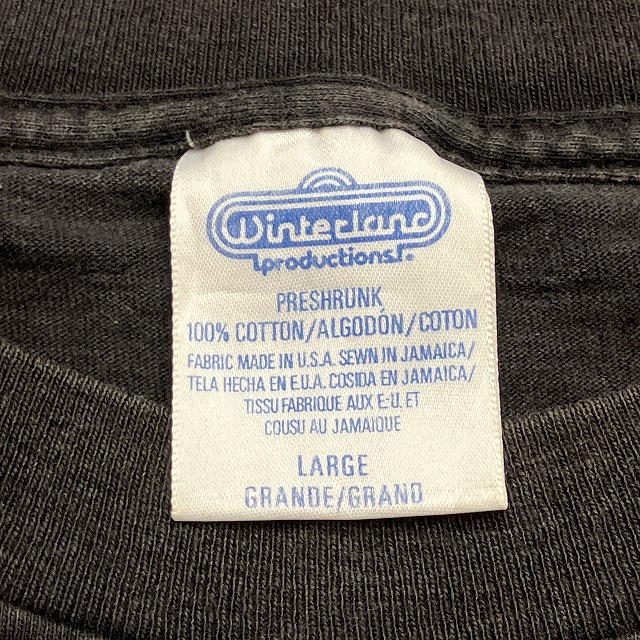 Winterland
productions.®
PRESHRUNK
100% COTTON/ALGODÓN/COTON
FABRIC MADE IN U.S.A. SEWN IN JAMAICA/
TELA HECHA EN E.U.A. COSIDA EN JAMAICA/
TISSU FABRIQUE AUX E-U. ET
COUSU AU JAMAIQUE
LARGE
GRANDE/GRAND